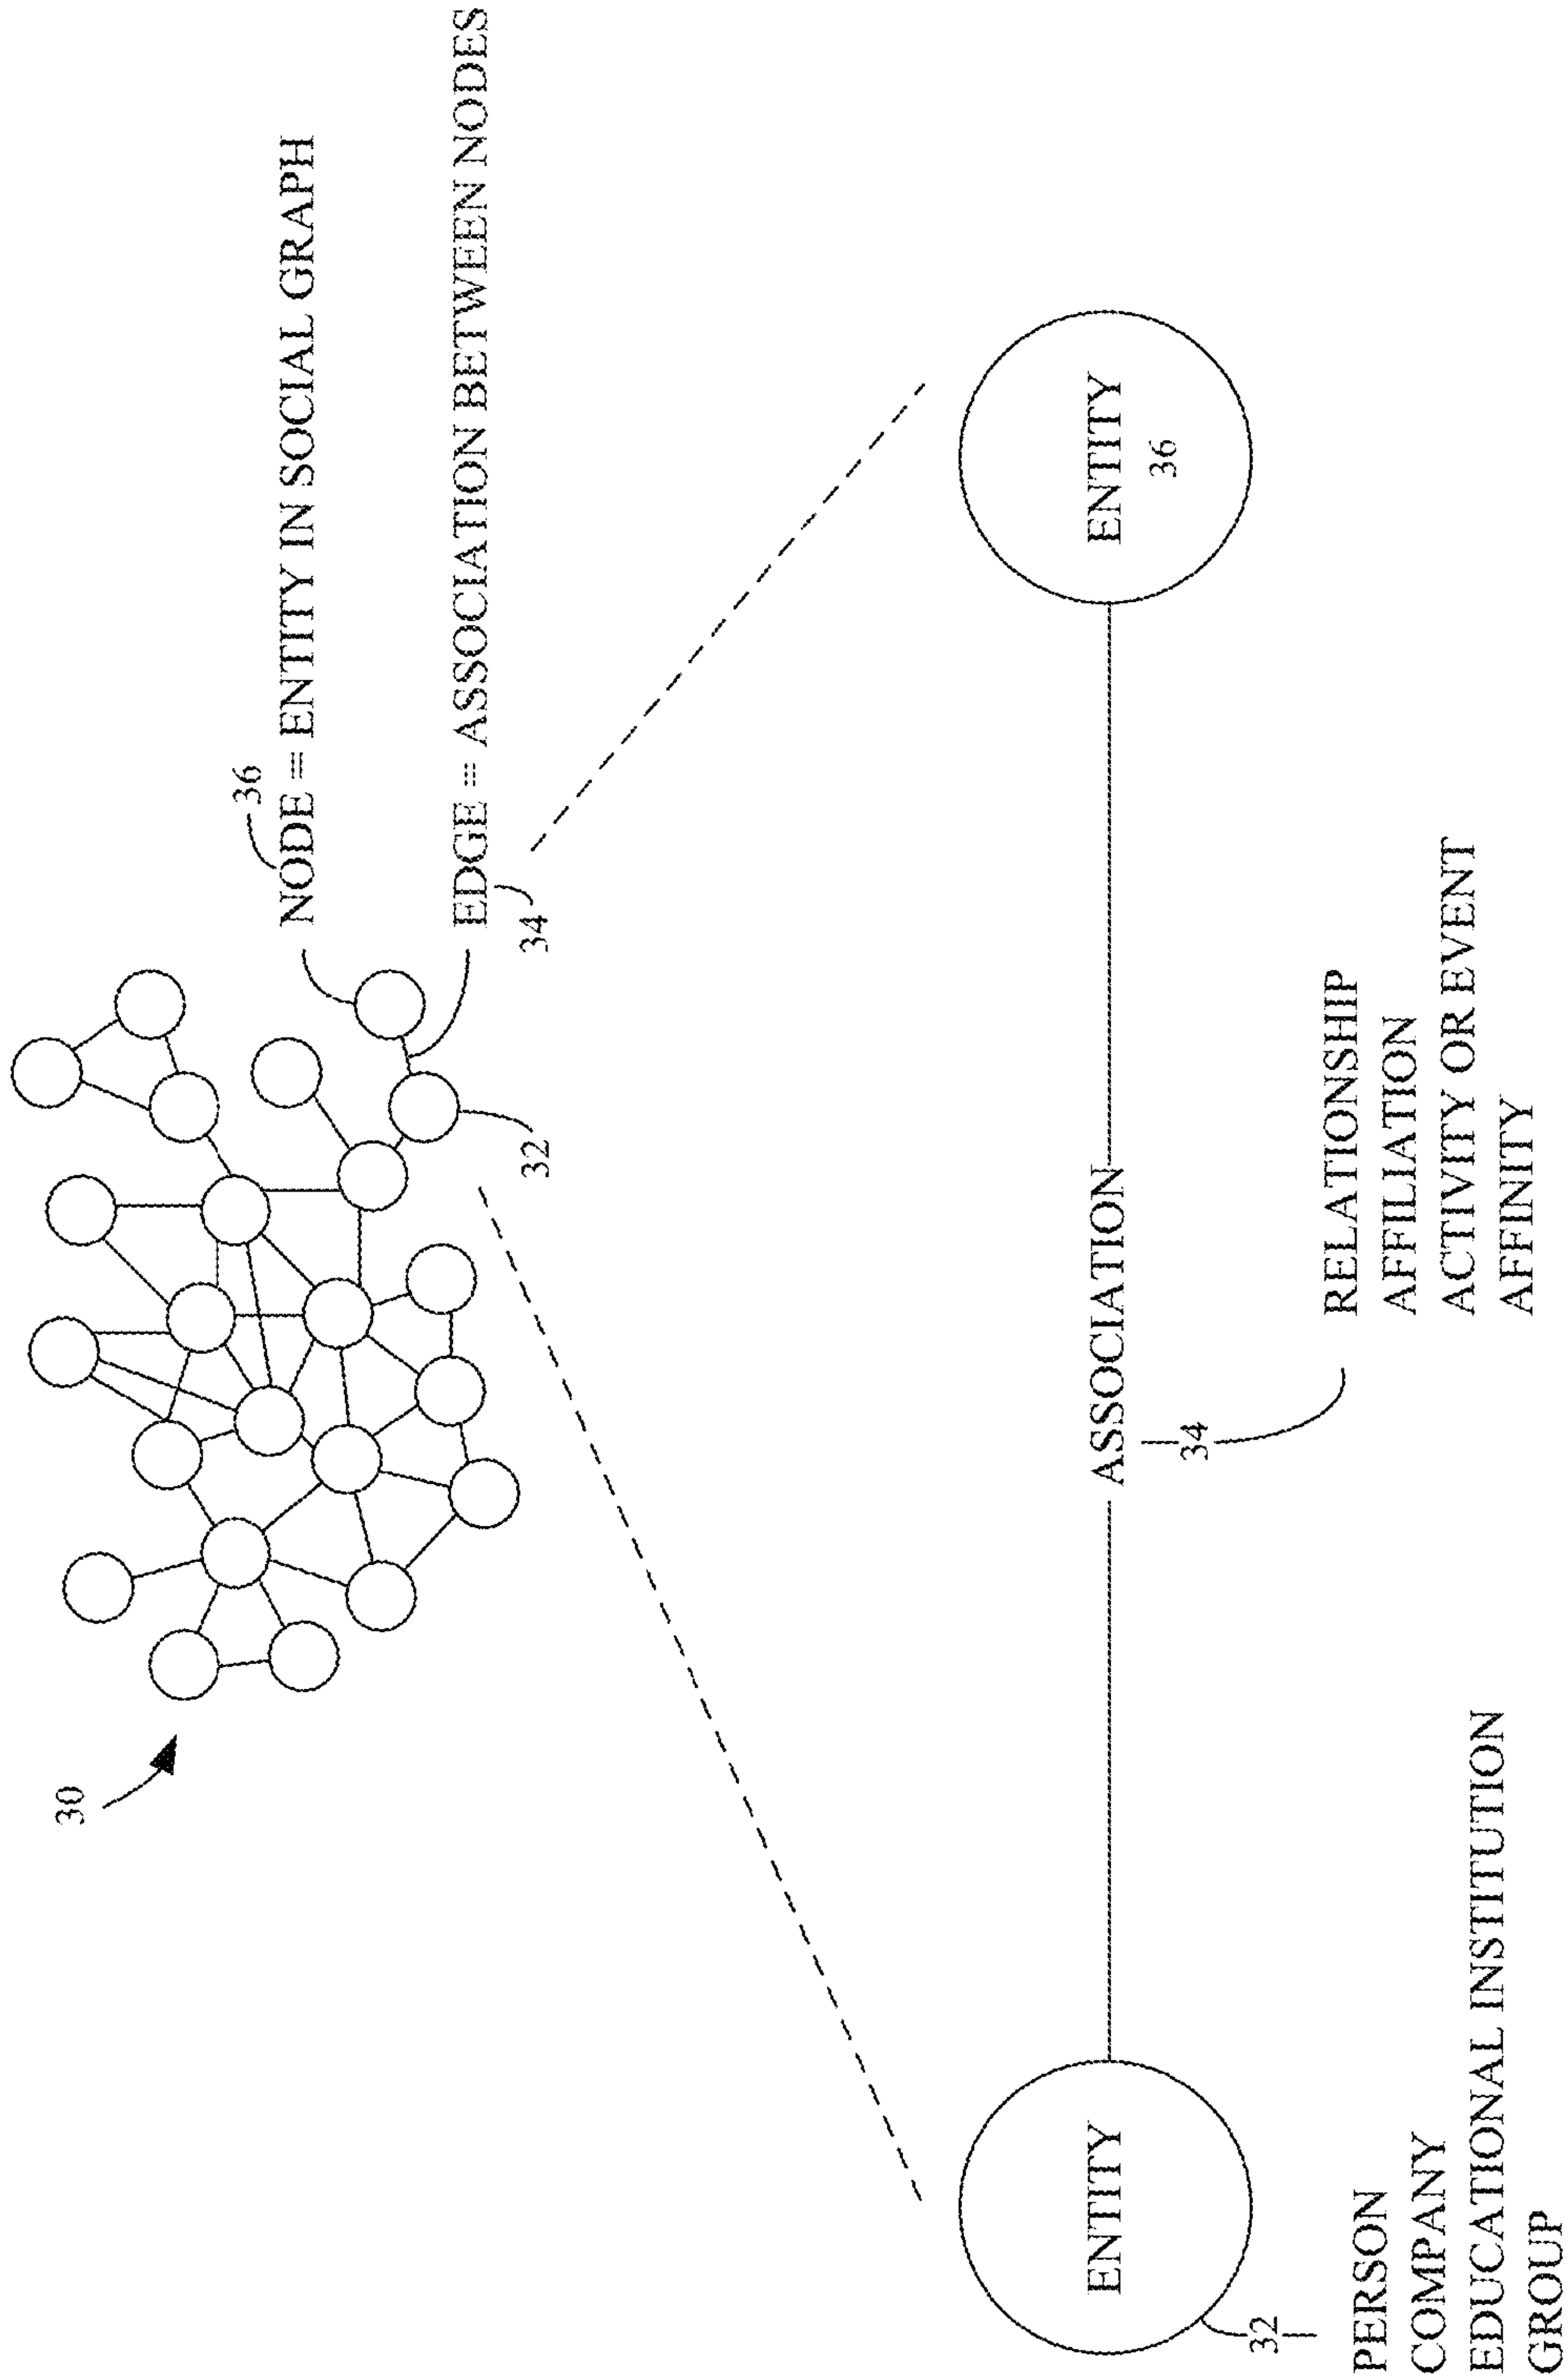 30
36
NODE = ENTITY IN SOCIAL GRAPH
EDGE = ASSOCIATION BETWEEN NODES
34
32
ENTITY
ASSOCIATION
ENTITY
36
32
34
PERSON
COMPANY
EDUCATIONAL INSTITUTION
GROUP
RELATIONSHIP
AFFILIATION
ACTIVITY OR EVENT
AFFINITY